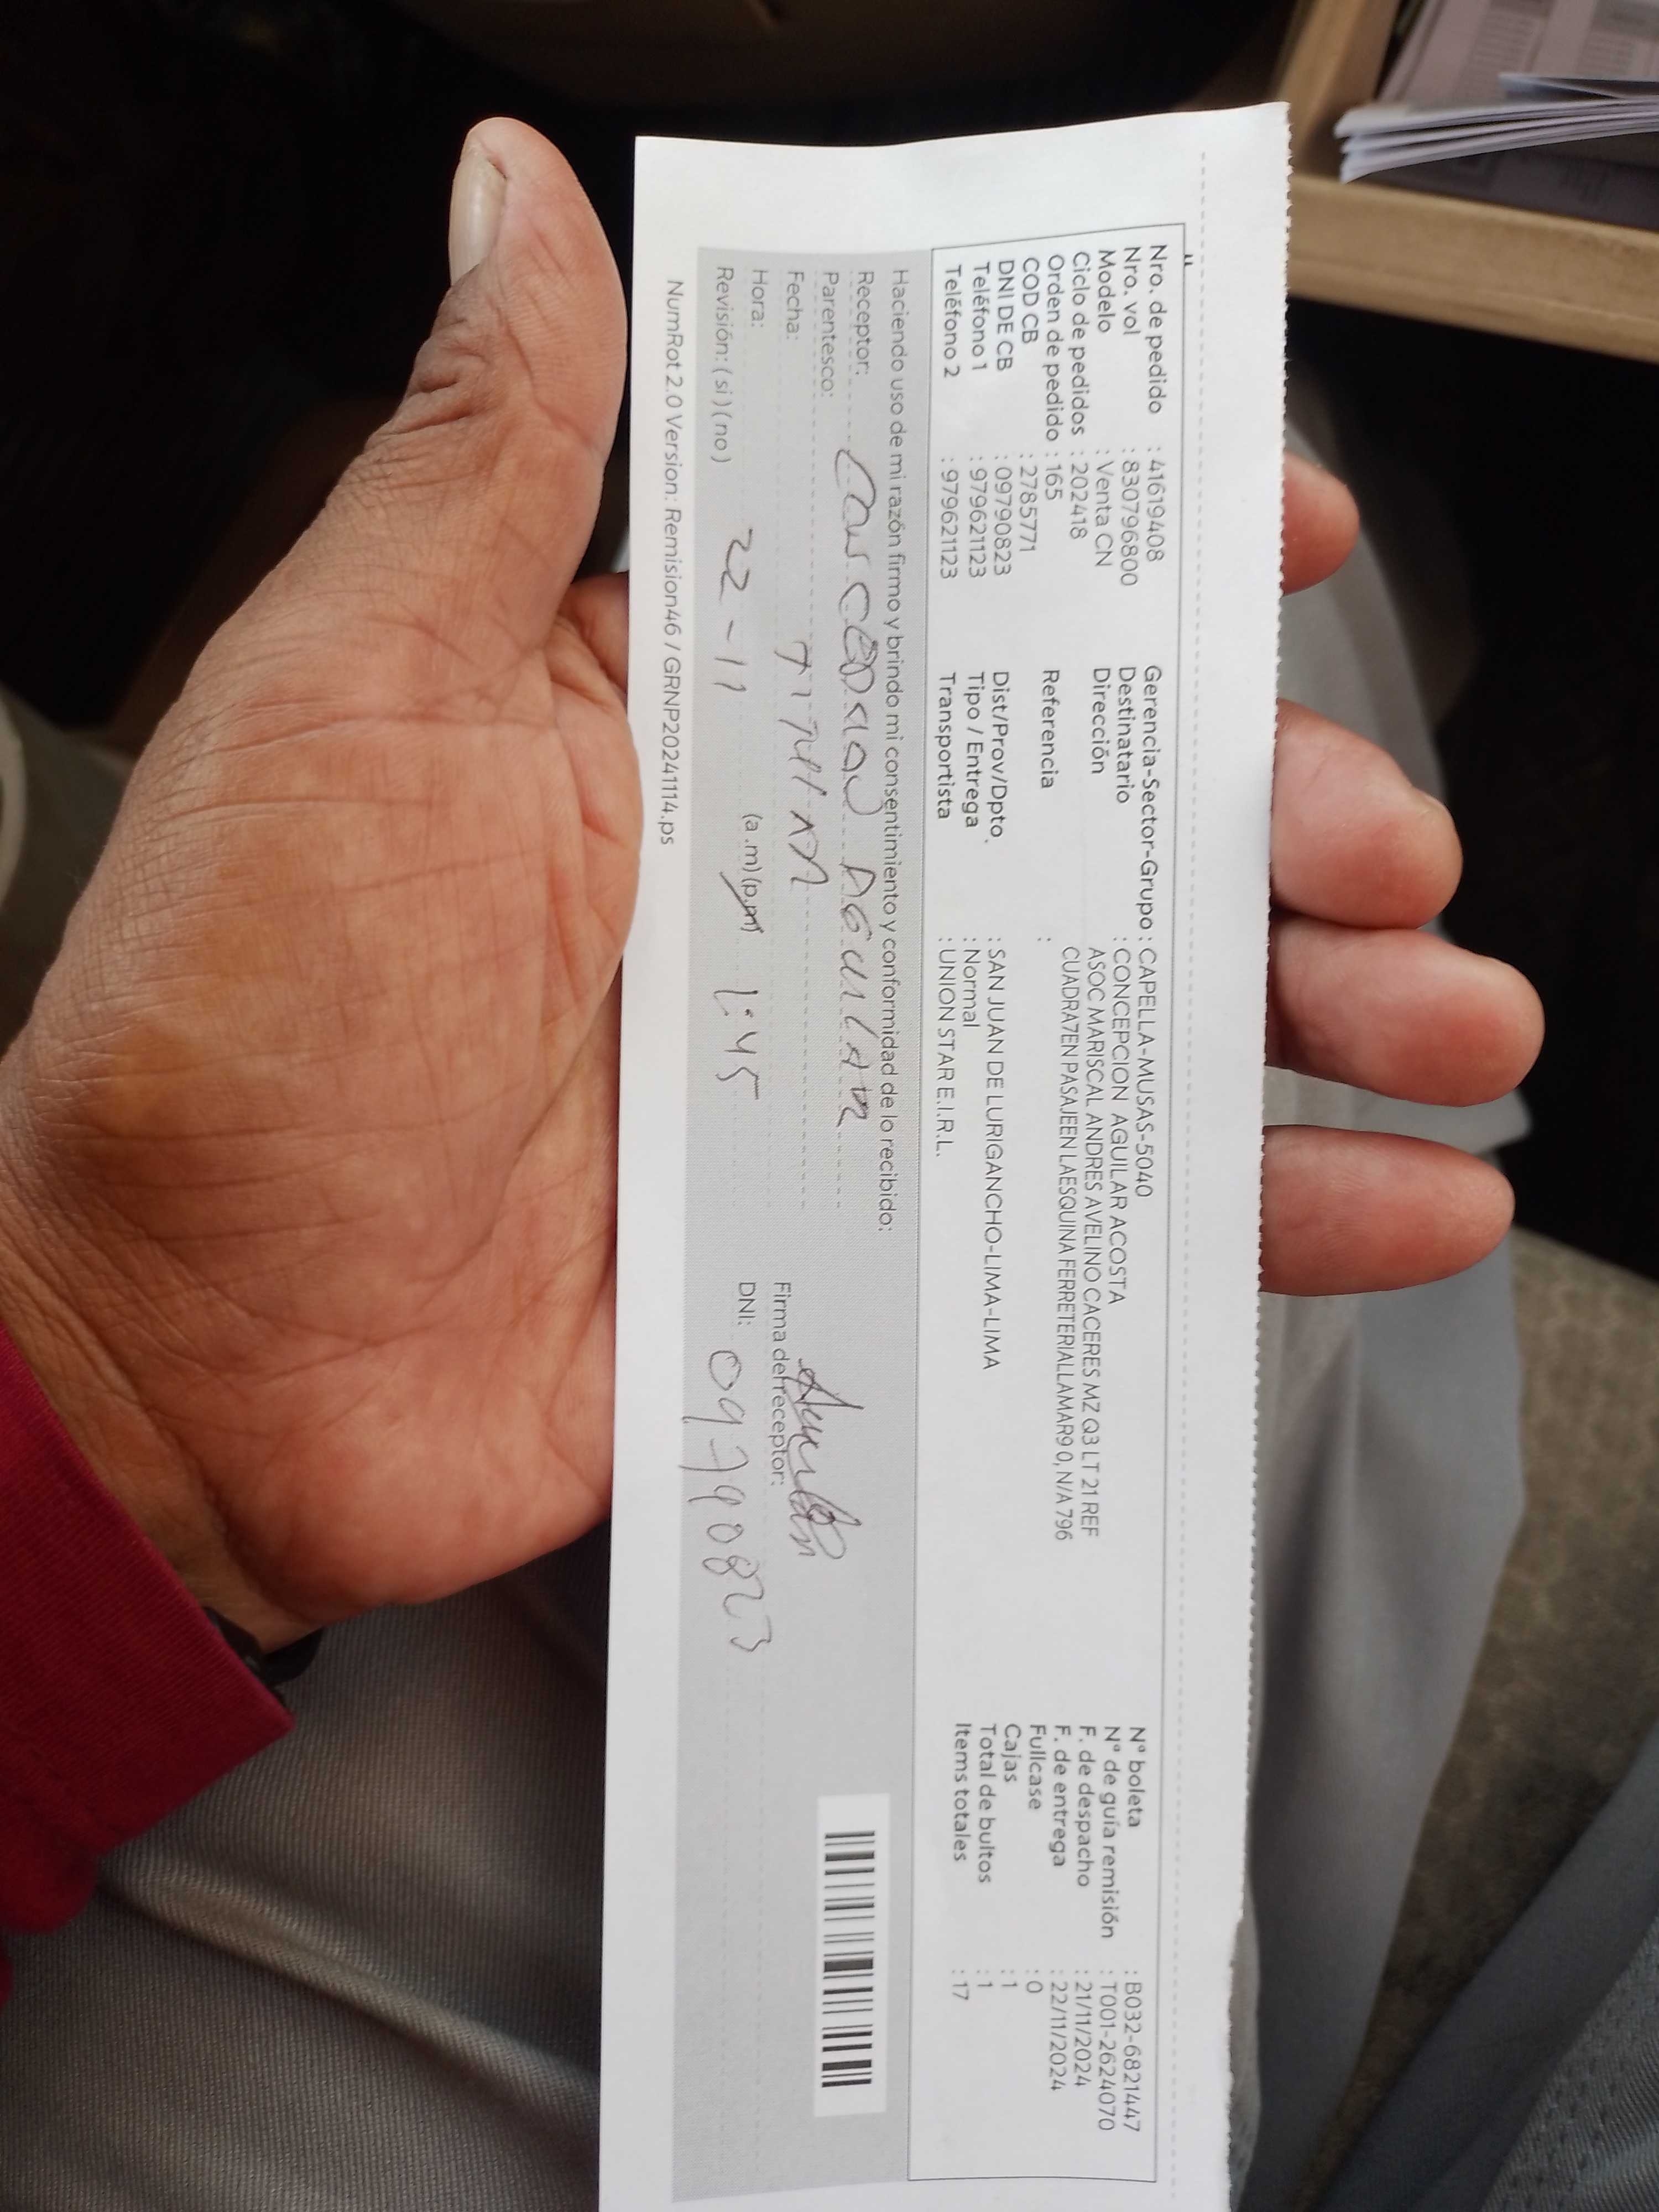 Nro. de pedido : 41619408
Nro. vol : 830796800
Modelo : Venta CN
Ciclo de pedidos : 202418
Orden de pedido : 165
COD CB : 2785771
DNI DE CB : 09790823
Teléfono 1 : 979621123
Teléfono 2 : 979621123
Gerencia-Sector-Grupo : CAPELLA-MUSAS-5040
Destinatario : CONCEPCION AGUILAR ACOSTA
Dirección ASOC MARISCAL ANDRES AVELINO CACERES MZ Q3 LT 21 REF
CUADRA7EN PASAJEEN LAESQUINA FERRETERIALLAMAR9 0, N/A 796
Referencia :
Dist/Prov/Dpto. : SAN JUAN DE LURIGANCHO-LIMA-LIMA
Tipo / Entrega : Normal
Transportista : UNION STAR E.I.R.L.
N° boleta : B032-6821447
N° de guía remisión : T001-2624070
F. de despacho : 21/11/2024
F. de entrega : 22/11/2024
Fullcase : 0
Cajas : 1
Total de bultos : 1
Items totales : 17
Haciendo uso de mi razón firmo y brindo mi consentimiento y conformidad de lo recibido:
Receptor: Concepcion Aguilar
Parentesco: TITULAR
Fecha:
Hora: 22-11 (a.m)(p.m) 1:45
Revisión: (si)(no)
Firma del receptor:
DNI: 09790823
NumRot 2.0 Version: Remision46 / GRNP20241114.ps